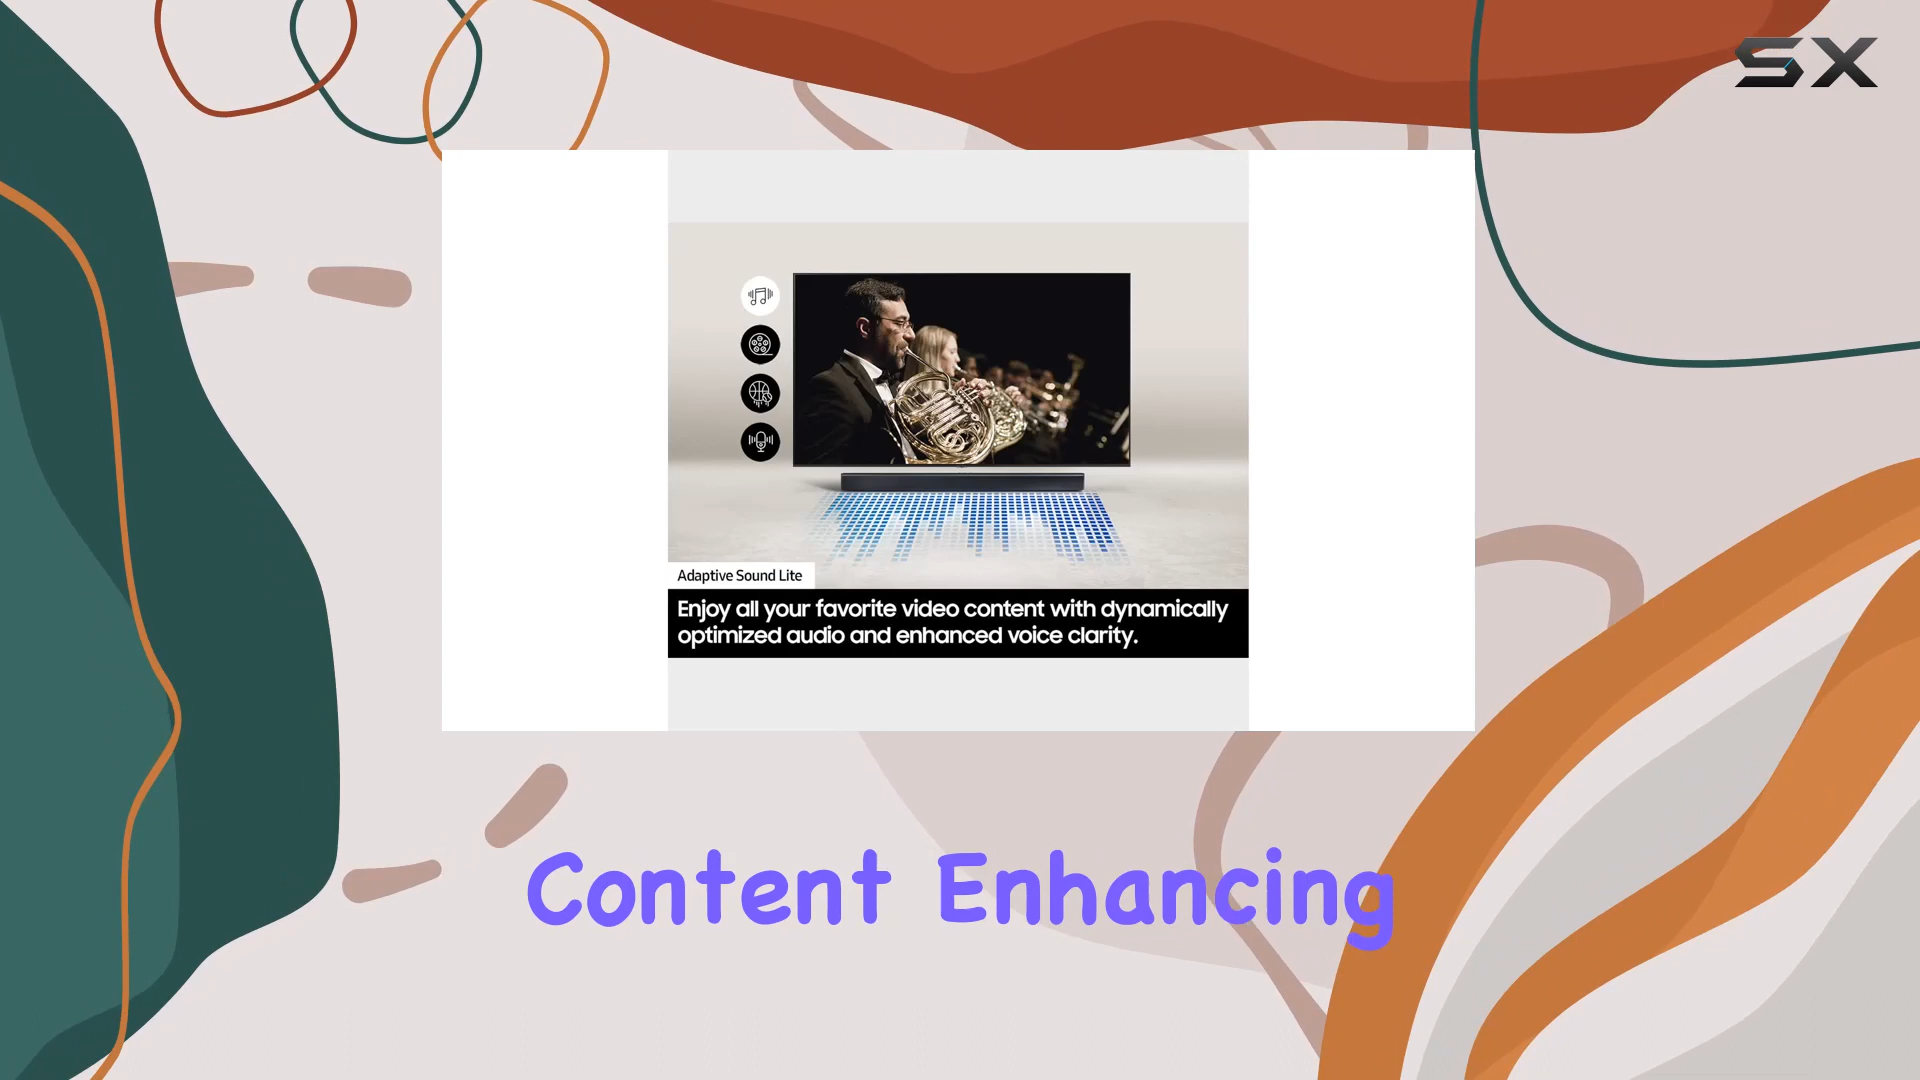 SX
Adaptive Sound Lite
Enjoy all your favorite video content with dynamically
optimized audio and enhanced voice clarity.
Content Enhancing